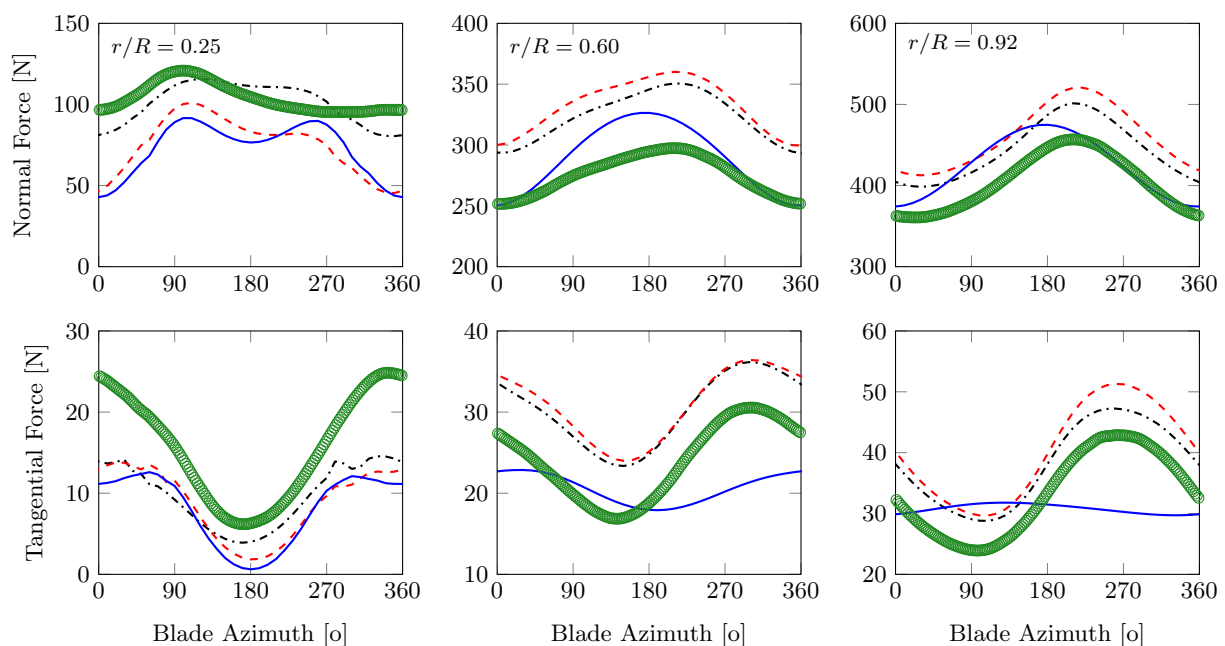 Normal Force [N]
150
100
50
0
r/R = 0.25
0 90 180 270 360
400
350
300
250
200
r/R = 0.60
0 90 180 270 360
600
500
400
300
r/R = 0.92
0 90 180 270 360
Tangential Force [N]
30
20
10
0
0 90 180 270 360
Blade Azimuth [o]
40
30
20
10
0 90 180 270 360
Blade Azimuth [o]
60
50
40
30
20
0 90 180 270 360
Blade Azimuth [o]